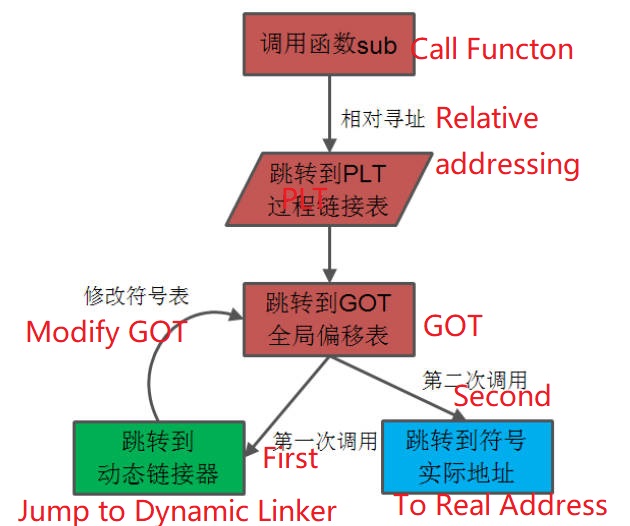 调用函数sub
Call Functon
相对寻址
Relative
addressing
跳转到PLT
过程链接表
PLT
跳转到GOT
全局偏移表
GOT
修改符号表
Modify GOT
第二次调用
Second
第一次调用
First
跳转到
动态链接器
Jump to Dynamic Linker
跳转到符号
实际地址
To Real Address